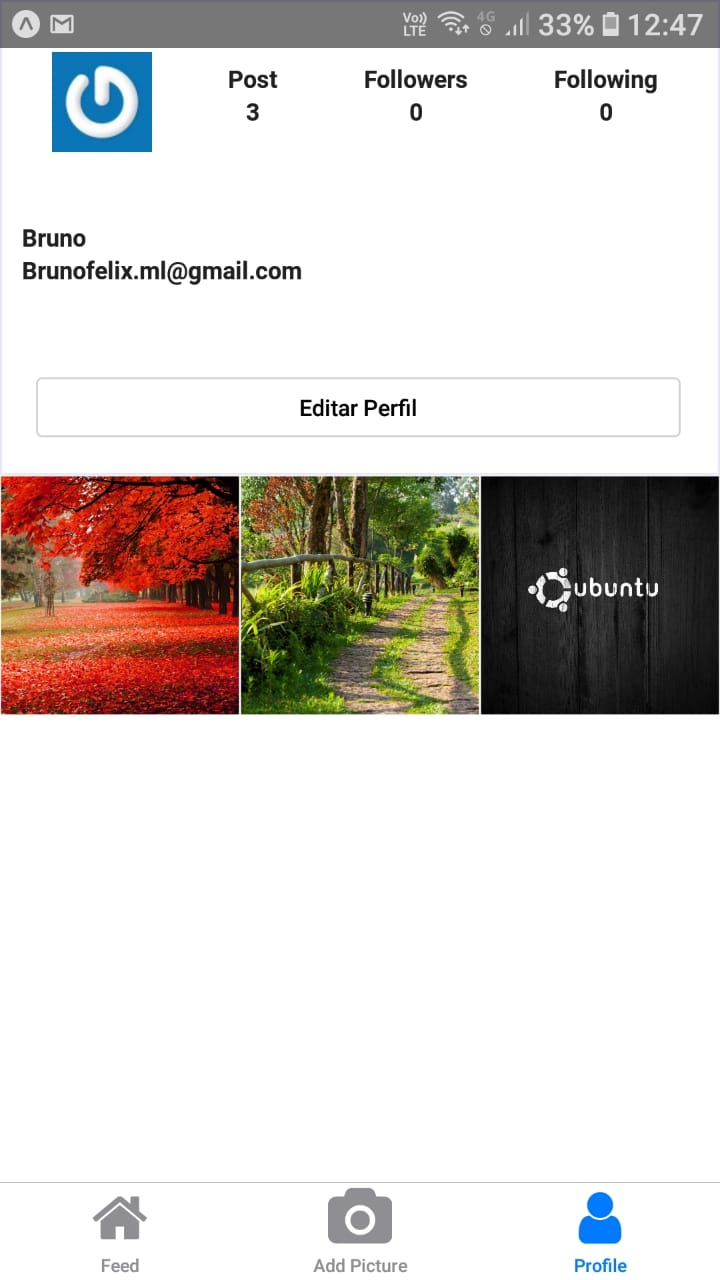 Vo)) LTE 4G 33% 12:47
Post Followers Following
3 0 0
Bruno
Brunofelix.ml@gmail.com
Editar Perfil
ubuntu
Feed Add Picture Profile